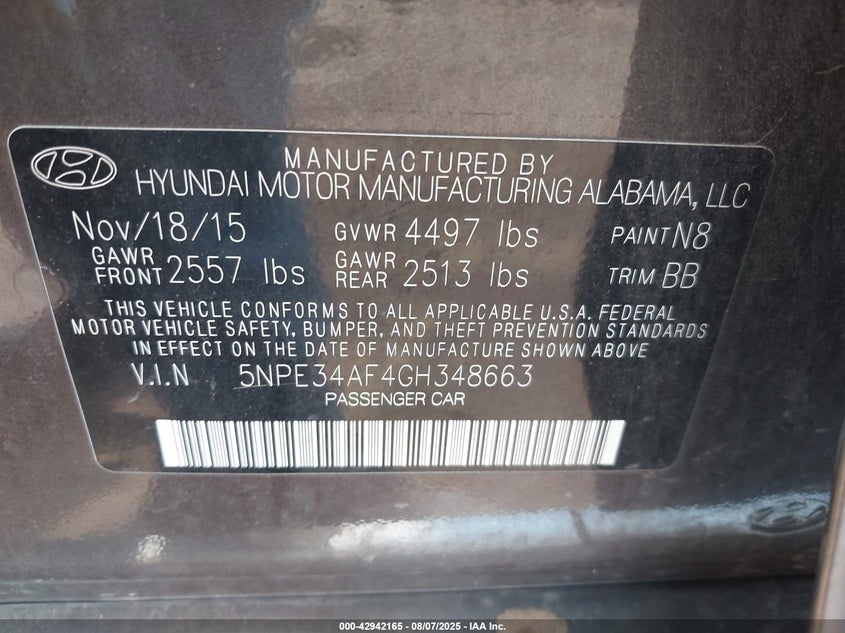 MANUFACTURED BY
HYUNDAI MOTOR MANUFACTURING ALABAMA, LLC
Nov/18/15 GVWR 4497 lbs PAINT N8
GAWR FRONT 2557 lbs GAWR REAR 2513 lbs TRIM BB
THIS VEHICLE CONFORMS TO ALL APPLICABLE U.S.A. FEDERAL
MOTOR VEHICLE SAFETY, BUMPER, AND THEFT PREVENTION STANDARDS
IN EFFECT ON THE DATE OF MANUFACTURE SHOWN ABOVE
V.I.N 5NPE34AF4GH348663
PASSENGER CAR
000-42942165 - 08/07/2025 - IAA Inc.